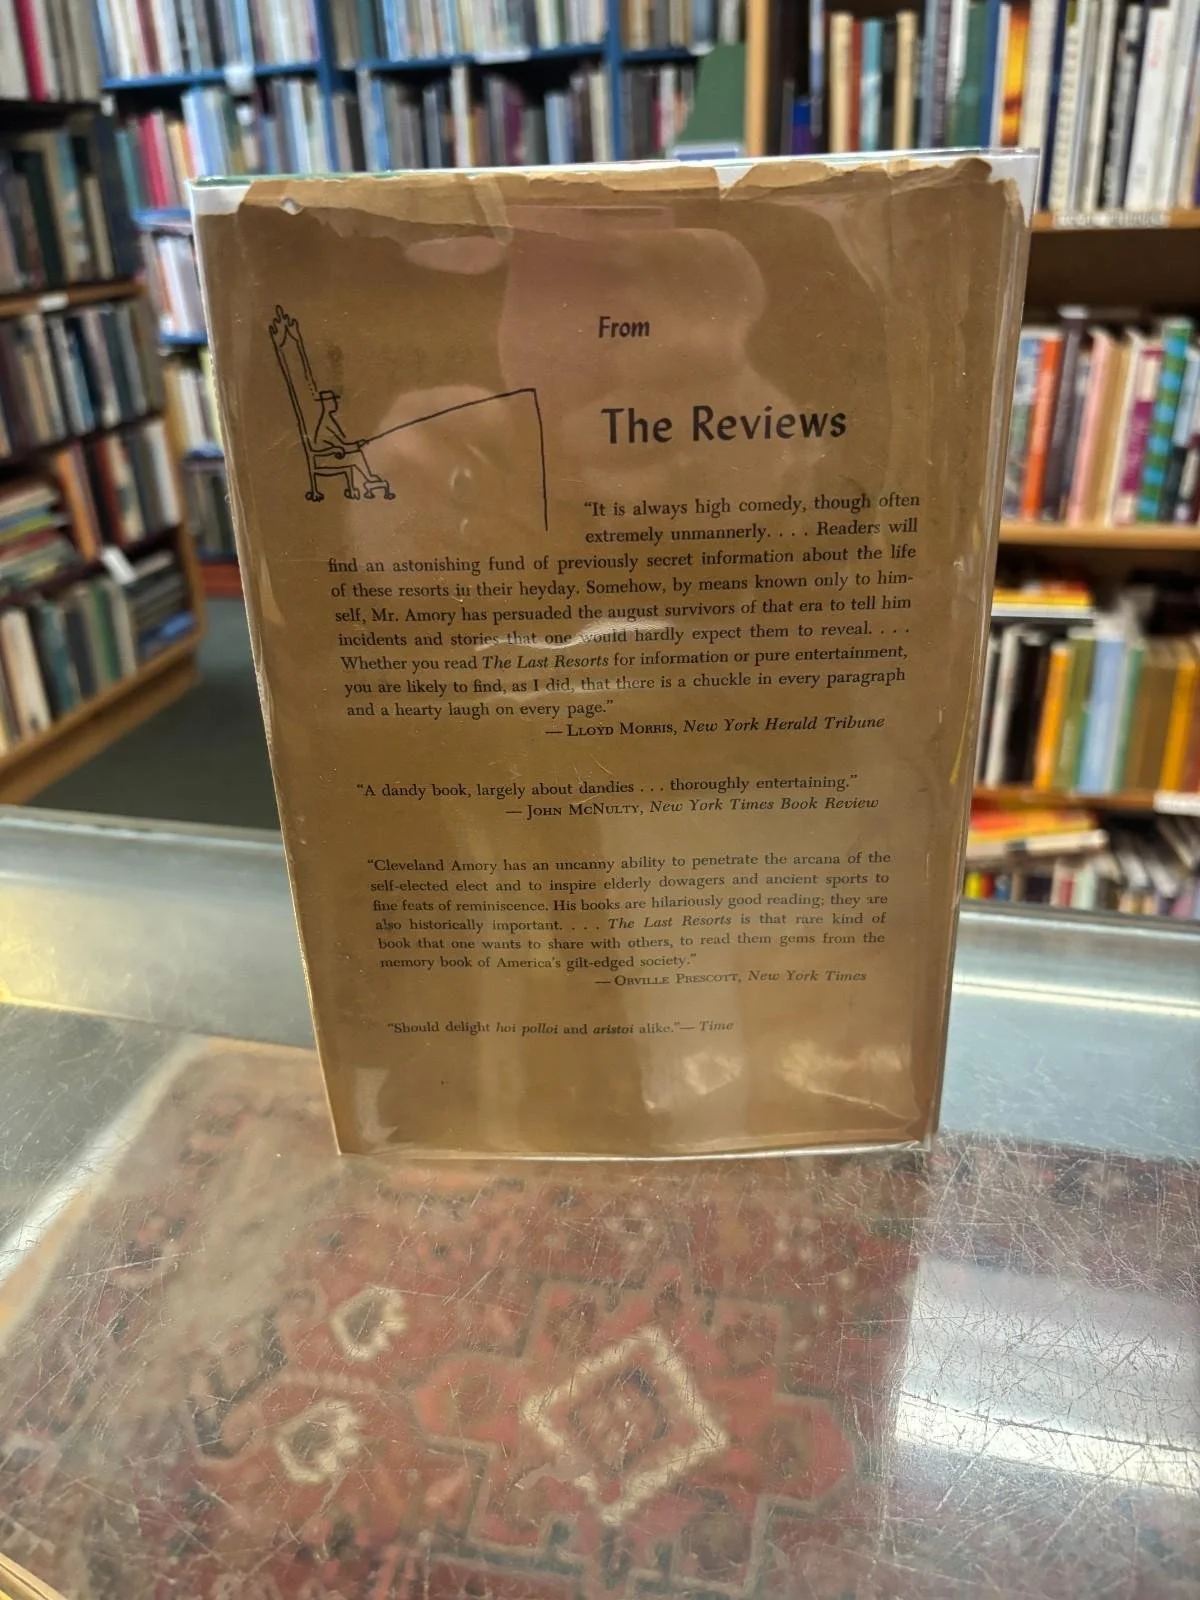 From
The Reviews
“It is always high comedy, though often
extremely unmannerly. . . . Readers will
find an astonishing fund of previously secret information about the life
of these resorts in their heyday. Somehow, by means known only to him-
self, Mr. Amory has persuaded the august survivors of that era to tell him
incidents and stories that one would hardly expect them to reveal. . . .
Whether you read The Last Resorts for information or pure entertainment,
you are likely to find, as I did, that there is a chuckle in every paragraph
and a hearty laugh on every page.”
— LLOYD MORRIS, New York Herald Tribune
“A dandy book, largely about dandies . . . thoroughly entertaining.”
— JOHN MCNULTY, New York Times Book Review
“Cleveland Amory has an uncanny ability to penetrate the arcana of the
self-elected elect and to inspire elderly dowagers and ancient sports to
fine feats of reminiscence. His books are hilariously good reading; they are
also historically important. . . . The Last Resorts is that rare kind of
book that one wants to share with others, to read them gems from the
memory book of America's gilt-edged society.”
— ORVILLE PRESCOTT, New York Times
“Should delight hoi polloi and aristoi alike.”— Time